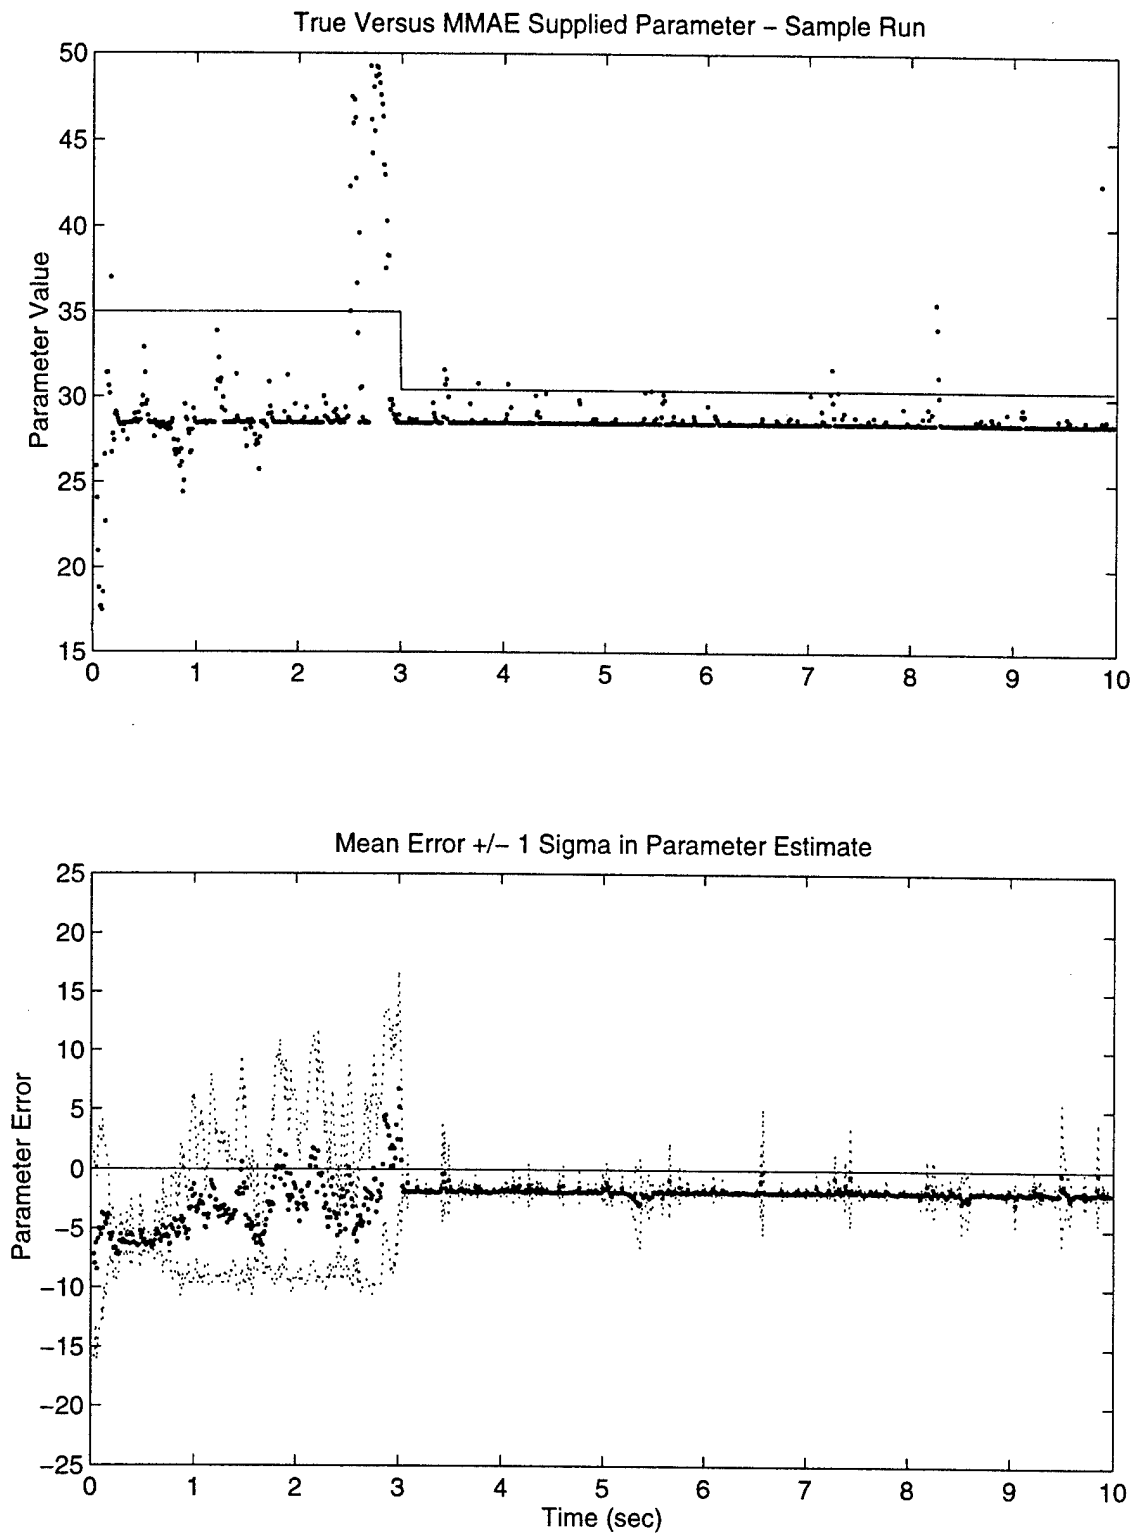 True Versus MMAE Supplied Parameter – Sample Run
50
45
40
35
30
25
20
15
Parameter Value
0 1 2 3 4 5 6 7 8 9 10
Mean Error +/– 1 Sigma in Parameter Estimate
25
20
15
10
5
0
−5
−10
−15
−20
−25
Parameter Error
0 1 2 3 4 5 6 7 8 9 10
Time (sec)